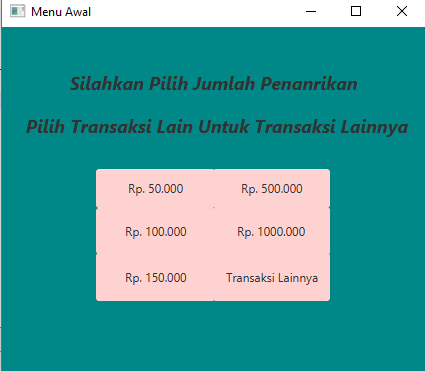 Menu Awal
Silahkan Pilih Jumlah Penanrikan
Pilih Transaksi Lain Untuk Transaksi Lainnya
Rp. 50.000
Rp. 500.000
Rp. 100.000
Rp. 1000.000
Rp. 150.000
Transaksi Lainnya